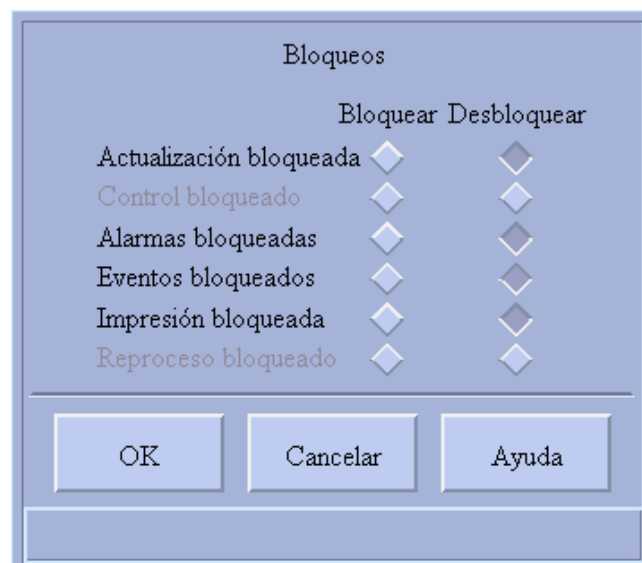 Bloqueos
Bloquear Desbloquear
Actualización bloqueada
Control bloqueado
Alarmas bloqueadas
Eventos bloqueados
Impresión bloqueada
Reproceso bloqueado
OK Cancelar Ayuda